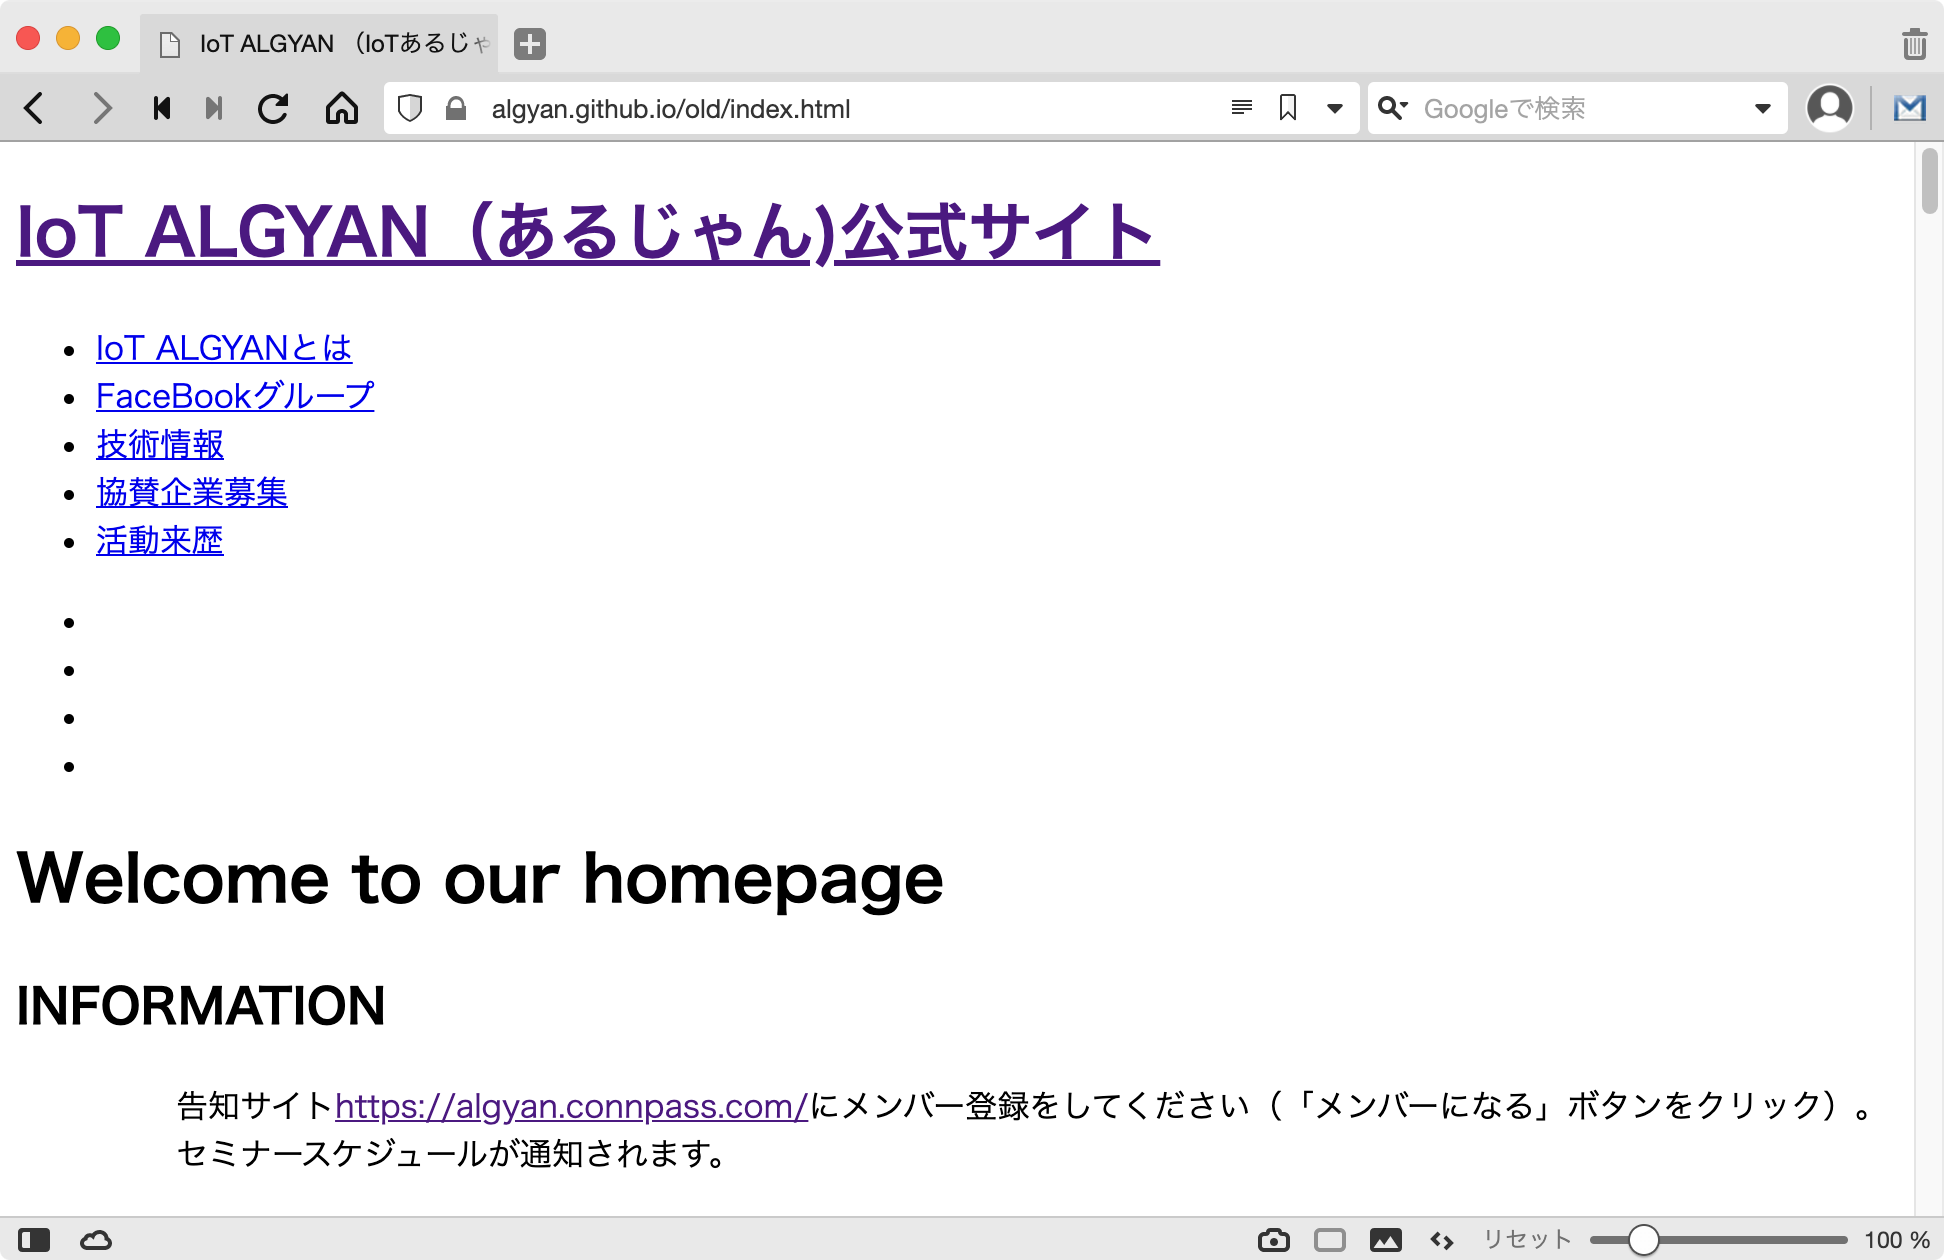 IoT ALGYAN （IoTあるじゃ
algyan.github.io/old/index.html
Googleで検索
IoT ALGYAN（あるじゃん)公式サイト
IoT ALGYANとは
FaceBookグループ
技術情報
協賛企業募集
活動来歴
Welcome to our homepage
INFORMATION
告知サイトhttps://algyan.connpass.com/にメンバー登録をしてください（「メンバーになる」ボタンをクリック）。
セミナースケジュールが通知されます。
リセット 100 %